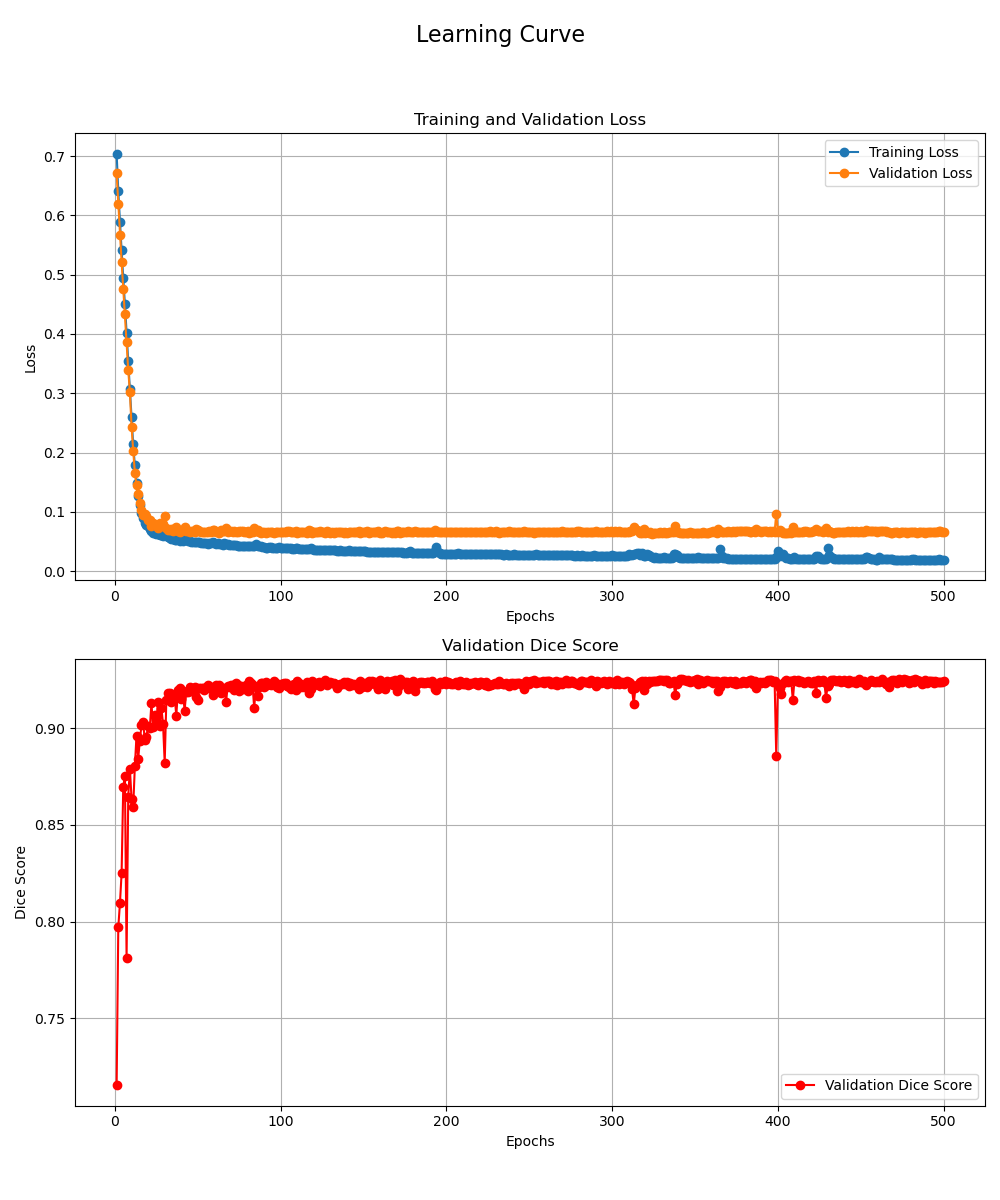 Learning Curve
Training and Validation Loss
0.7
0.6
0.5
0.4
0.3
0.2
0.1
0.0
Loss
Training Loss
Validation Loss
0 100 200 300 400 500
Epochs
Validation Dice Score
0.90
0.85
0.80
0.75
Dice Score
Validation Dice Score
0 100 200 300 400 500
Epochs